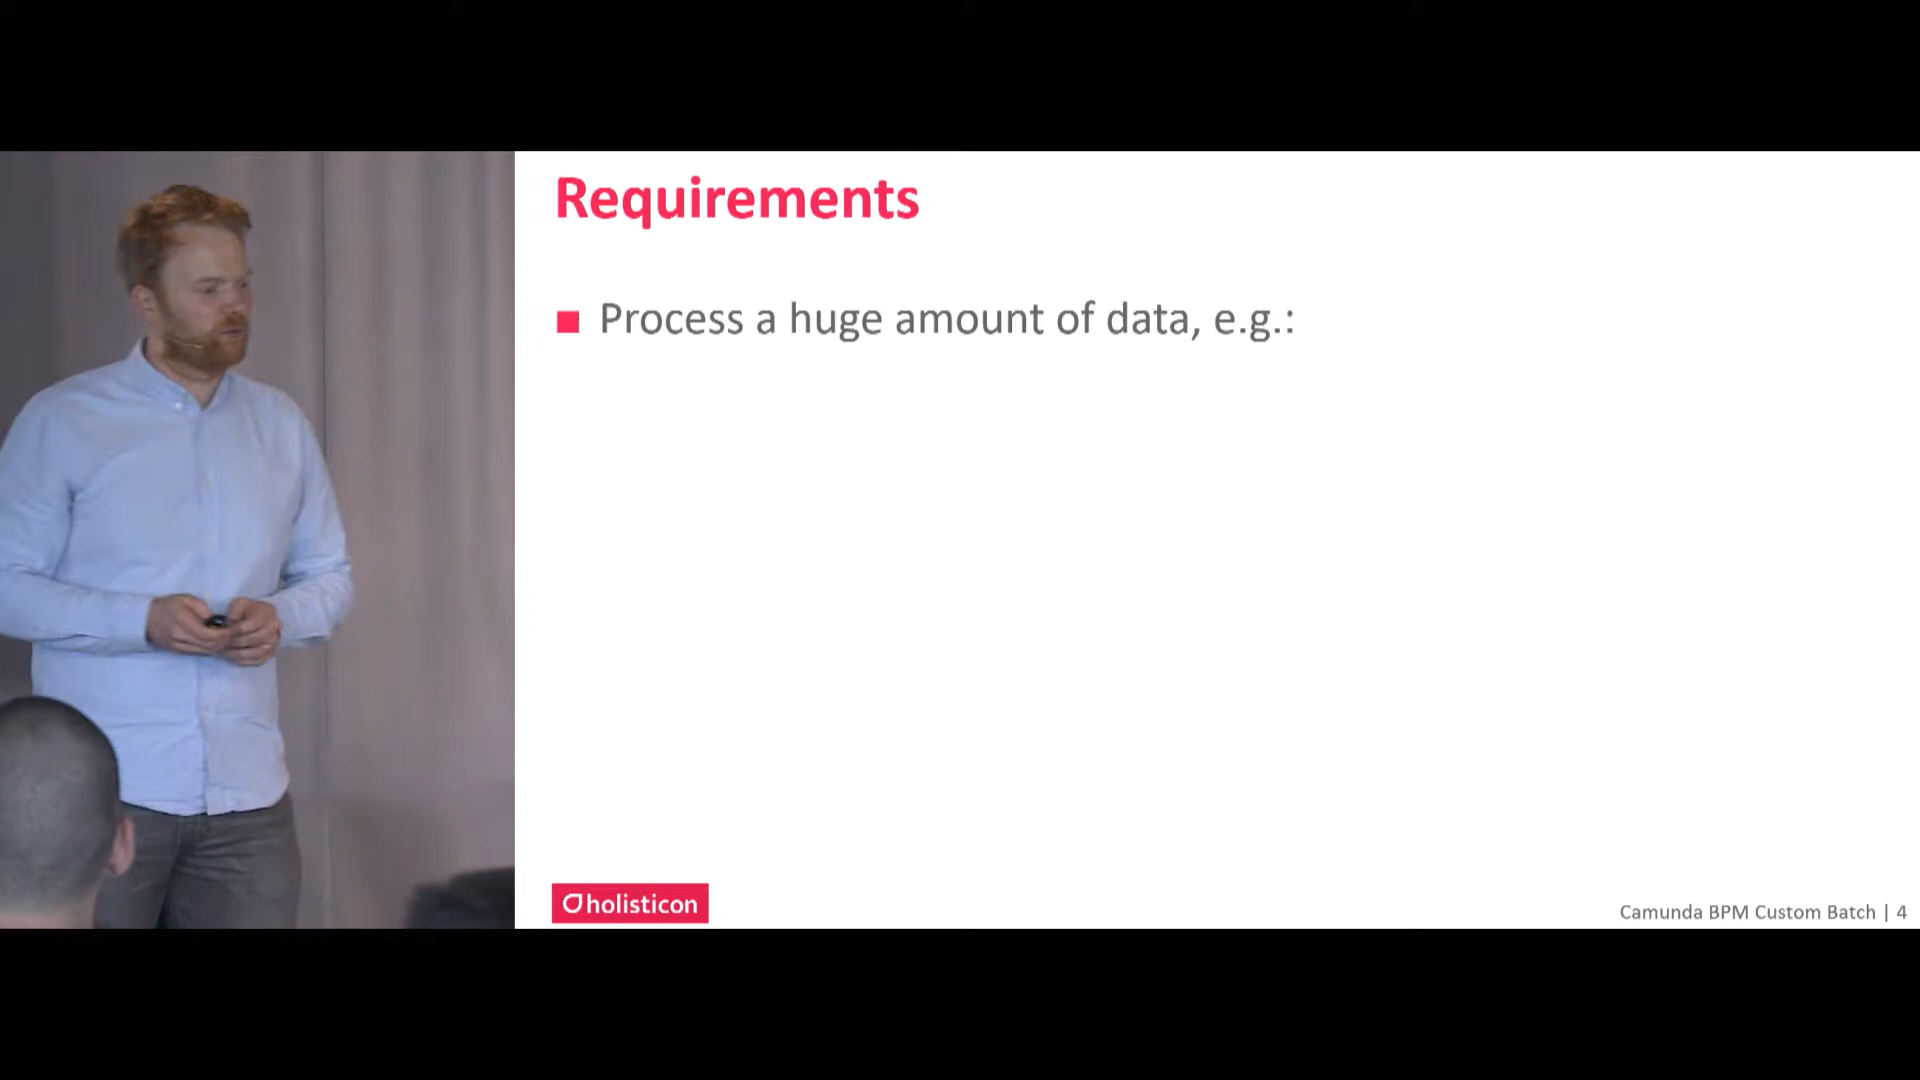 Requirements
Process a huge amount of data, e.g.:
holisticon
Camunda BPM Custom Batch | 4